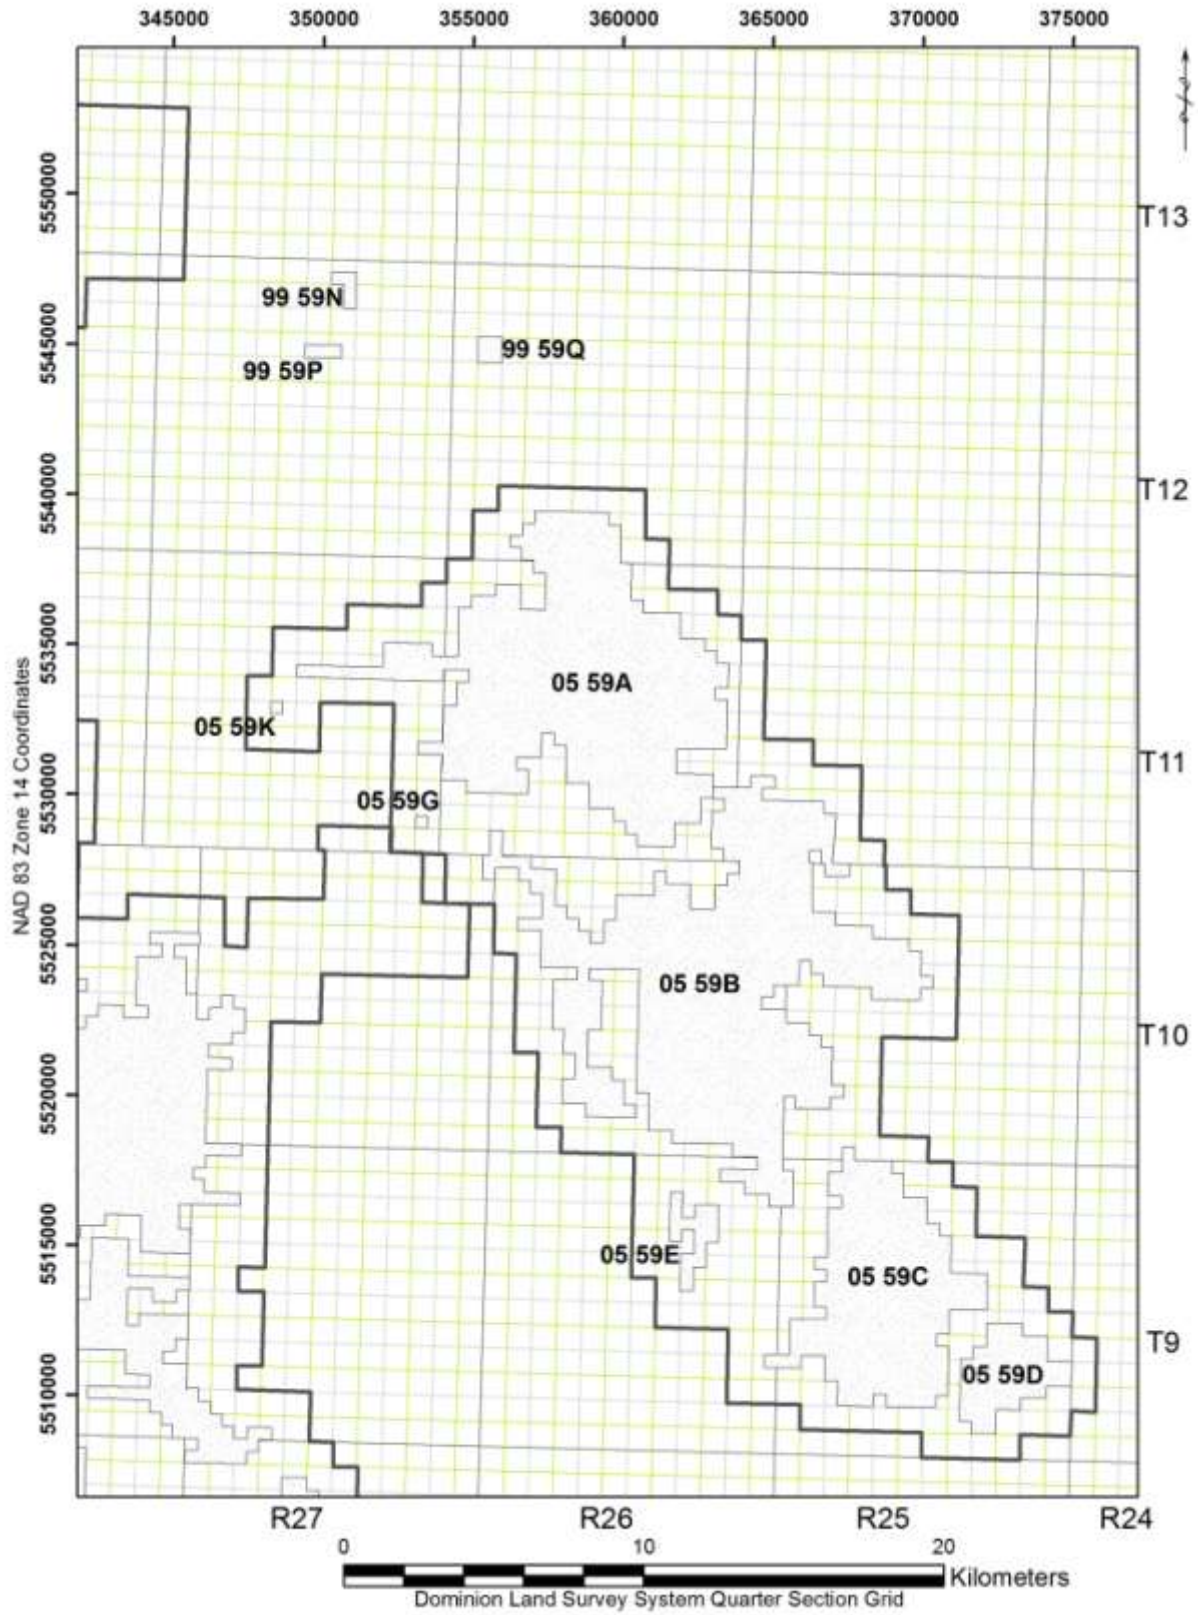 345000 350000 355000 360000 365000 370000 375000
5550000
T13
99 59N
5545000
99 59Q
99 59P
5540000
T12
5535000
05 59A
NAD 83 Zone 14 Coordinates
05 59K
T11
5530000
05 59G
5525000
05 59B
T10
5520000
5515000
05 59E
05 59C
T9
05 59D
5510000
R27 R26 R25 R24
0 10 20
Kilometers
Dominion Land Survey System Quarter Section Grid